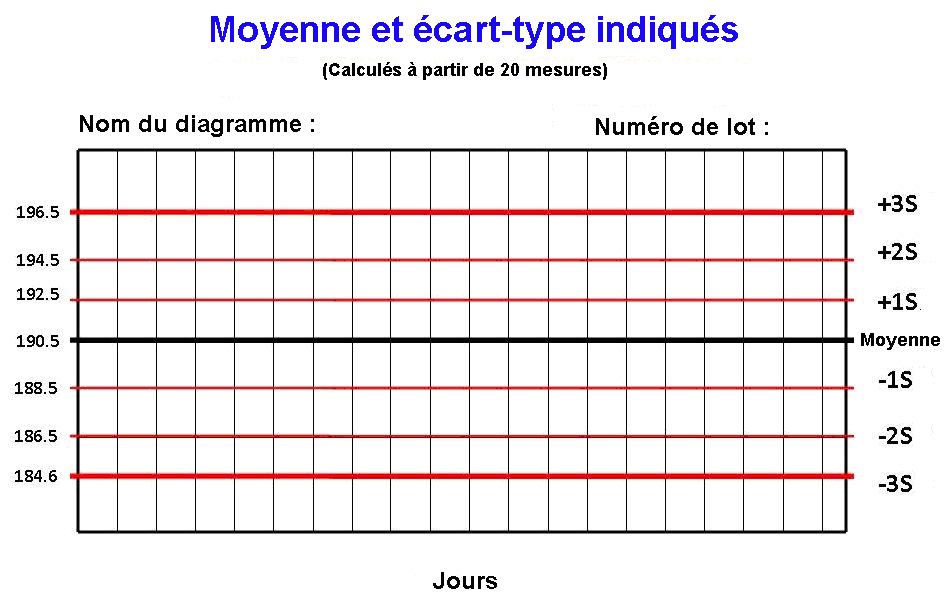 Moyenne et écart-type indiqués
(Calculés à partir de 20 mesures)
Nom du diagramme :
Numéro de lot :
196.5
+3S
194.5
+2S
192.5
+1S
190.5
Moyenne
188.5
-1S
186.5
-2S
184.6
-3S
Jours